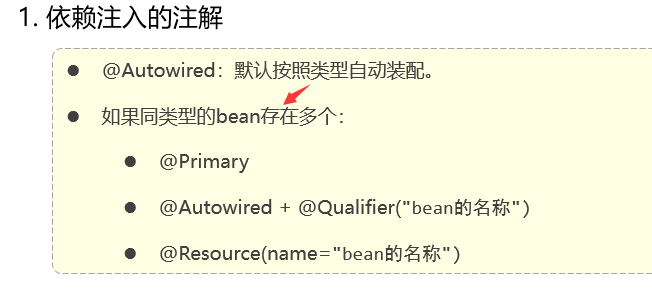 1. 依赖注入的注解
● @Autowired：默认按照类型自动装配。
● 如果同类型的bean存在多个：
● @Primary
● @Autowired + @Qualifier("bean的名称")
● @Resource(name="bean的名称")